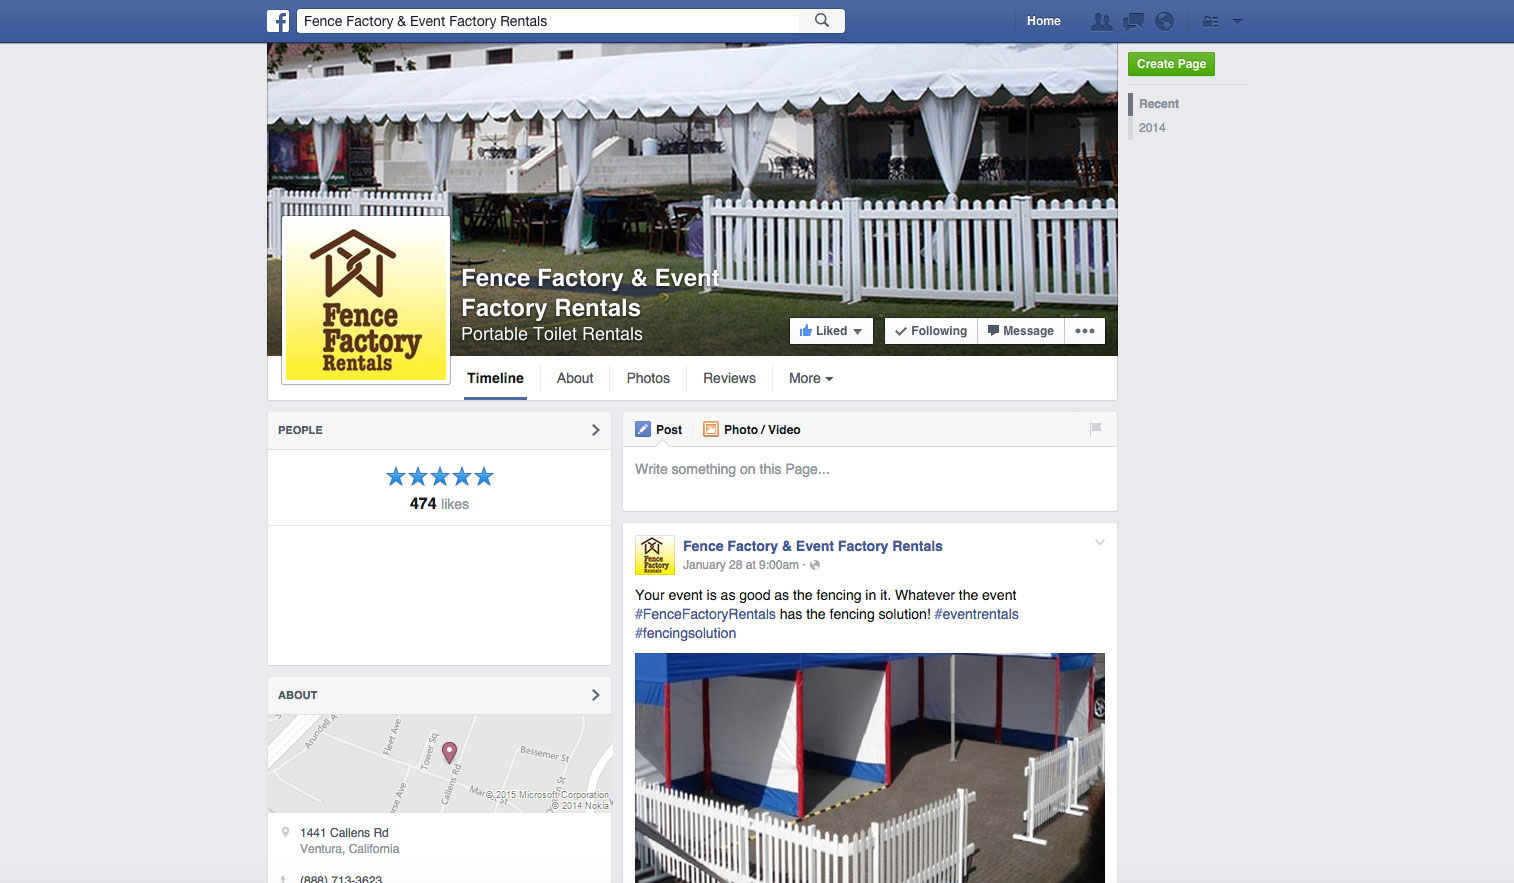 Fence Factory & Event Factory Rentals
Home
Create Page
Recent
2014
Fence
Factory
Rentals
Fence Factory & Event
Factory Rentals
Portable Toilet Rentals
Liked
Following
Message
Timeline
About
Photos
Reviews
More
PEOPLE
474 likes
ABOUT
Arundell A
Fleet Ave
Tower Sq
Callens Rd
Bessemer St
© 2015 Microsoft Corporation
© 2014 Nokia
1441 Callens Rd
Ventura, California
(888) 713-3623
Post
Photo / Video
Write something on this Page...
Fence
Factory
Rentals
Fence Factory & Event Factory Rentals
January 28 at 9:00am
Your event is as good as the fencing in it. Whatever the event
#FenceFactoryRentals has the fencing solution! #eventrentals
#fencingsolution